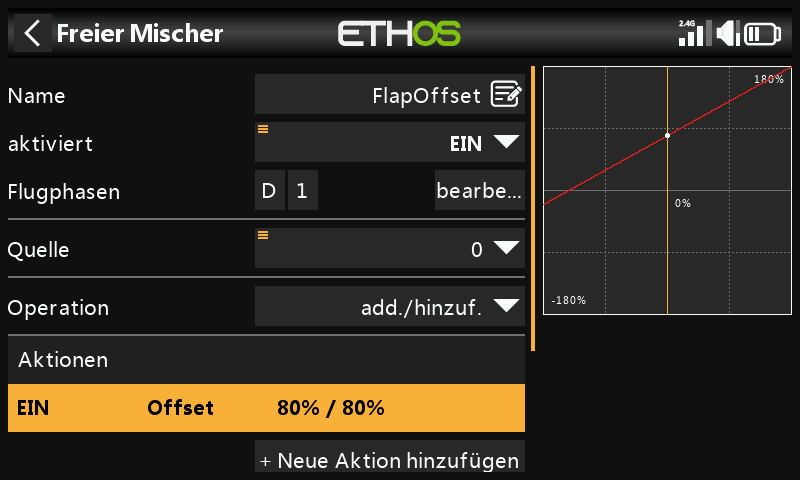 Freier Mischer
ETHOS
2.4G
Name
FlapOffset
aktiviert
EIN
Flugphasen
D 1
bearbe...
Quelle
0
Operation
add./hinzuf.
Aktionen
EIN Offset 80% / 80%
+ Neue Aktion hinzufügen
180%
0%
-180%